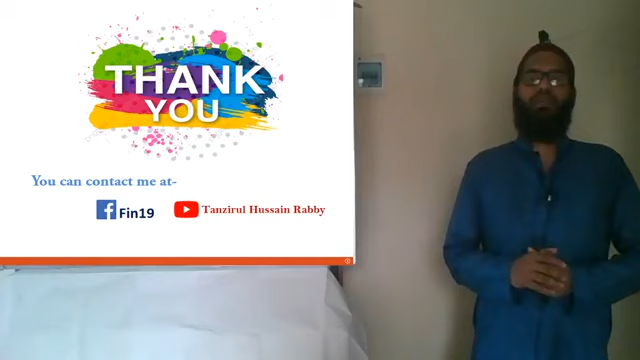 THANK
YOU
You can contact me at-
Fin19
Tanzirul Hussain Rabby